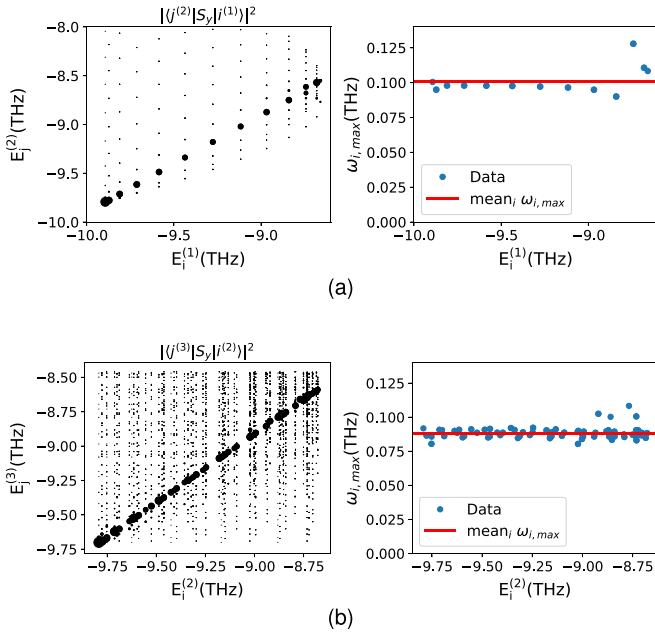 |⟨j^(2)|S_y|i^(1)⟩|^2
E_j^(2)(THz)
−8.0
−8.5
−9.0
−9.5
−10.0
−10.0
−9.5
−9.0
E_i^(1)(THz)
ω_i,max(THz)
0.125
0.100
0.075
0.050
0.025
0.000
Data
mean_i ω_i,max
−10.0
−9.5
−9.0
E_i^(1)(THz)
(a)
|⟨j^(3)|S_y|i^(2)⟩|^2
E_j^(3)(THz)
−8.50
−8.75
−9.00
−9.25
−9.50
−9.75
−9.75
−9.50
−9.25
−9.00
−8.75
E_i^(2)(THz)
ω_i,max(THz)
0.125
0.100
0.075
0.050
0.025
0.000
Data
mean_i ω_i,max
−9.75
−9.50
−9.25
−9.00
−8.75
E_i^(2)(THz)
(b)